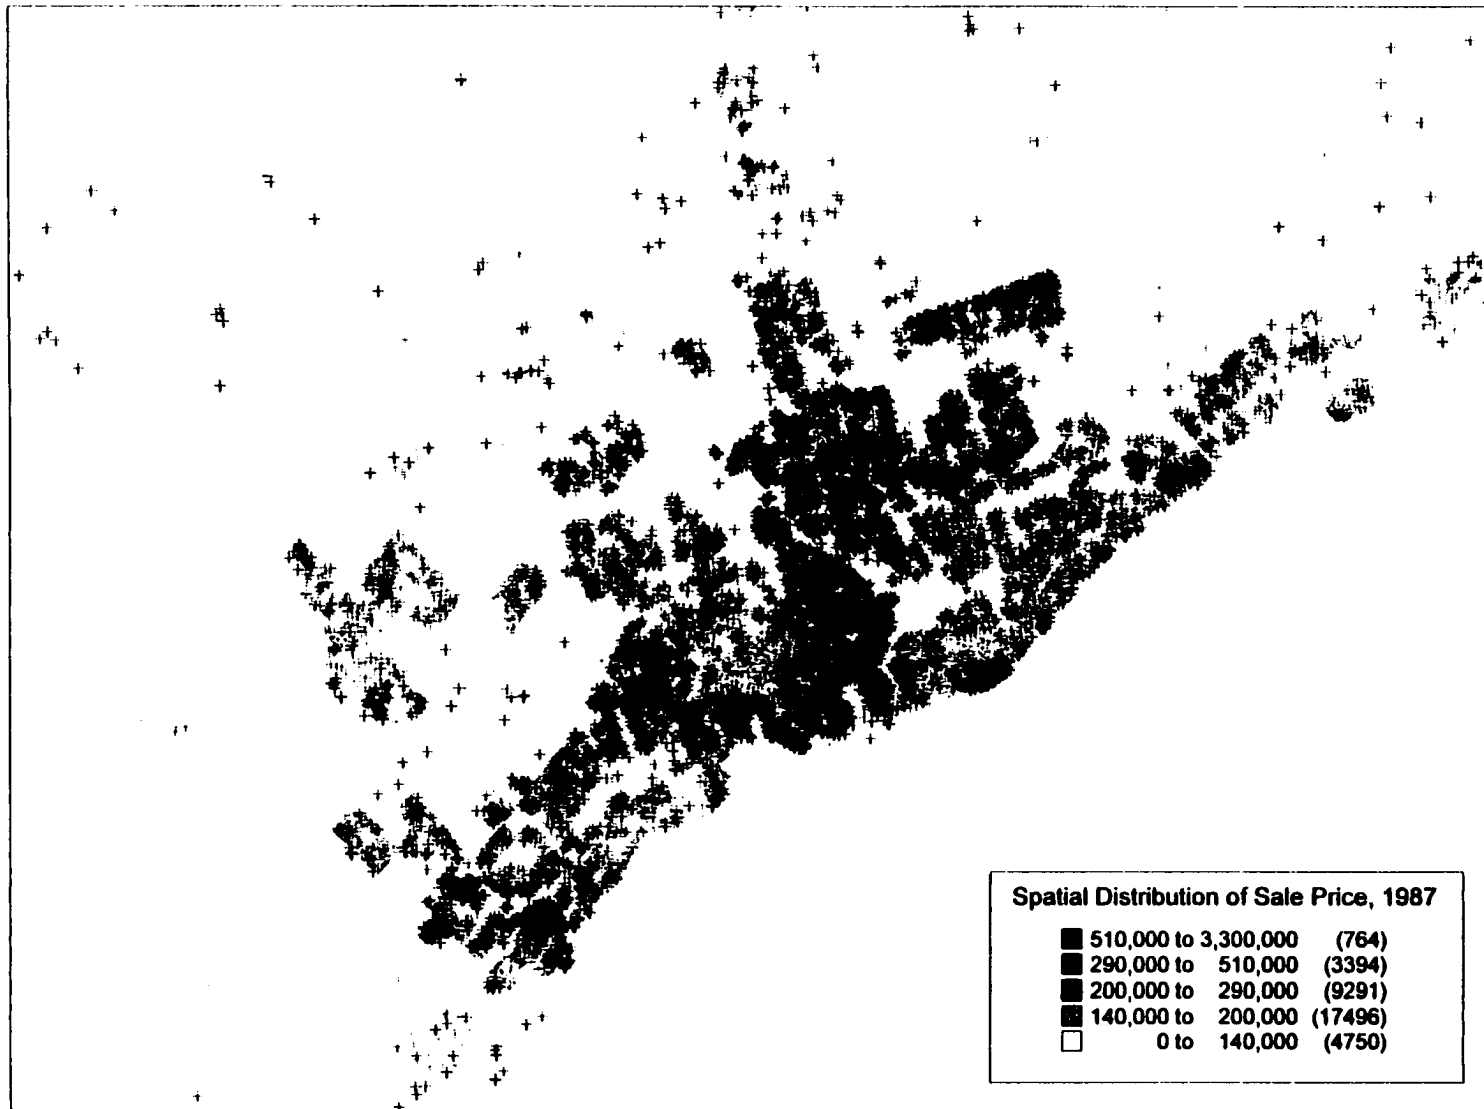 Spatial Distribution of Sale Price, 1987
510,000 to 3,300,000 (764)
290,000 to 510,000 (3394)
200,000 to 290,000 (9291)
140,000 to 200,000 (17496)
0 to 140,000 (4750)